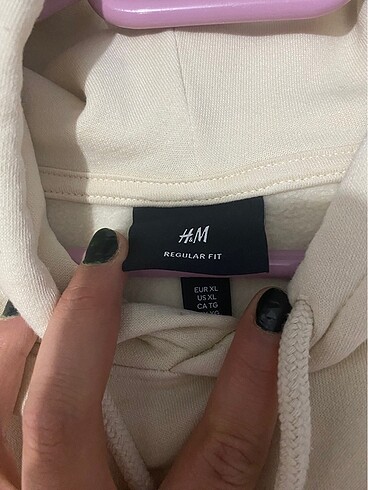 H&M
REGULAR FIT
EUR XL
US XL
CA TG